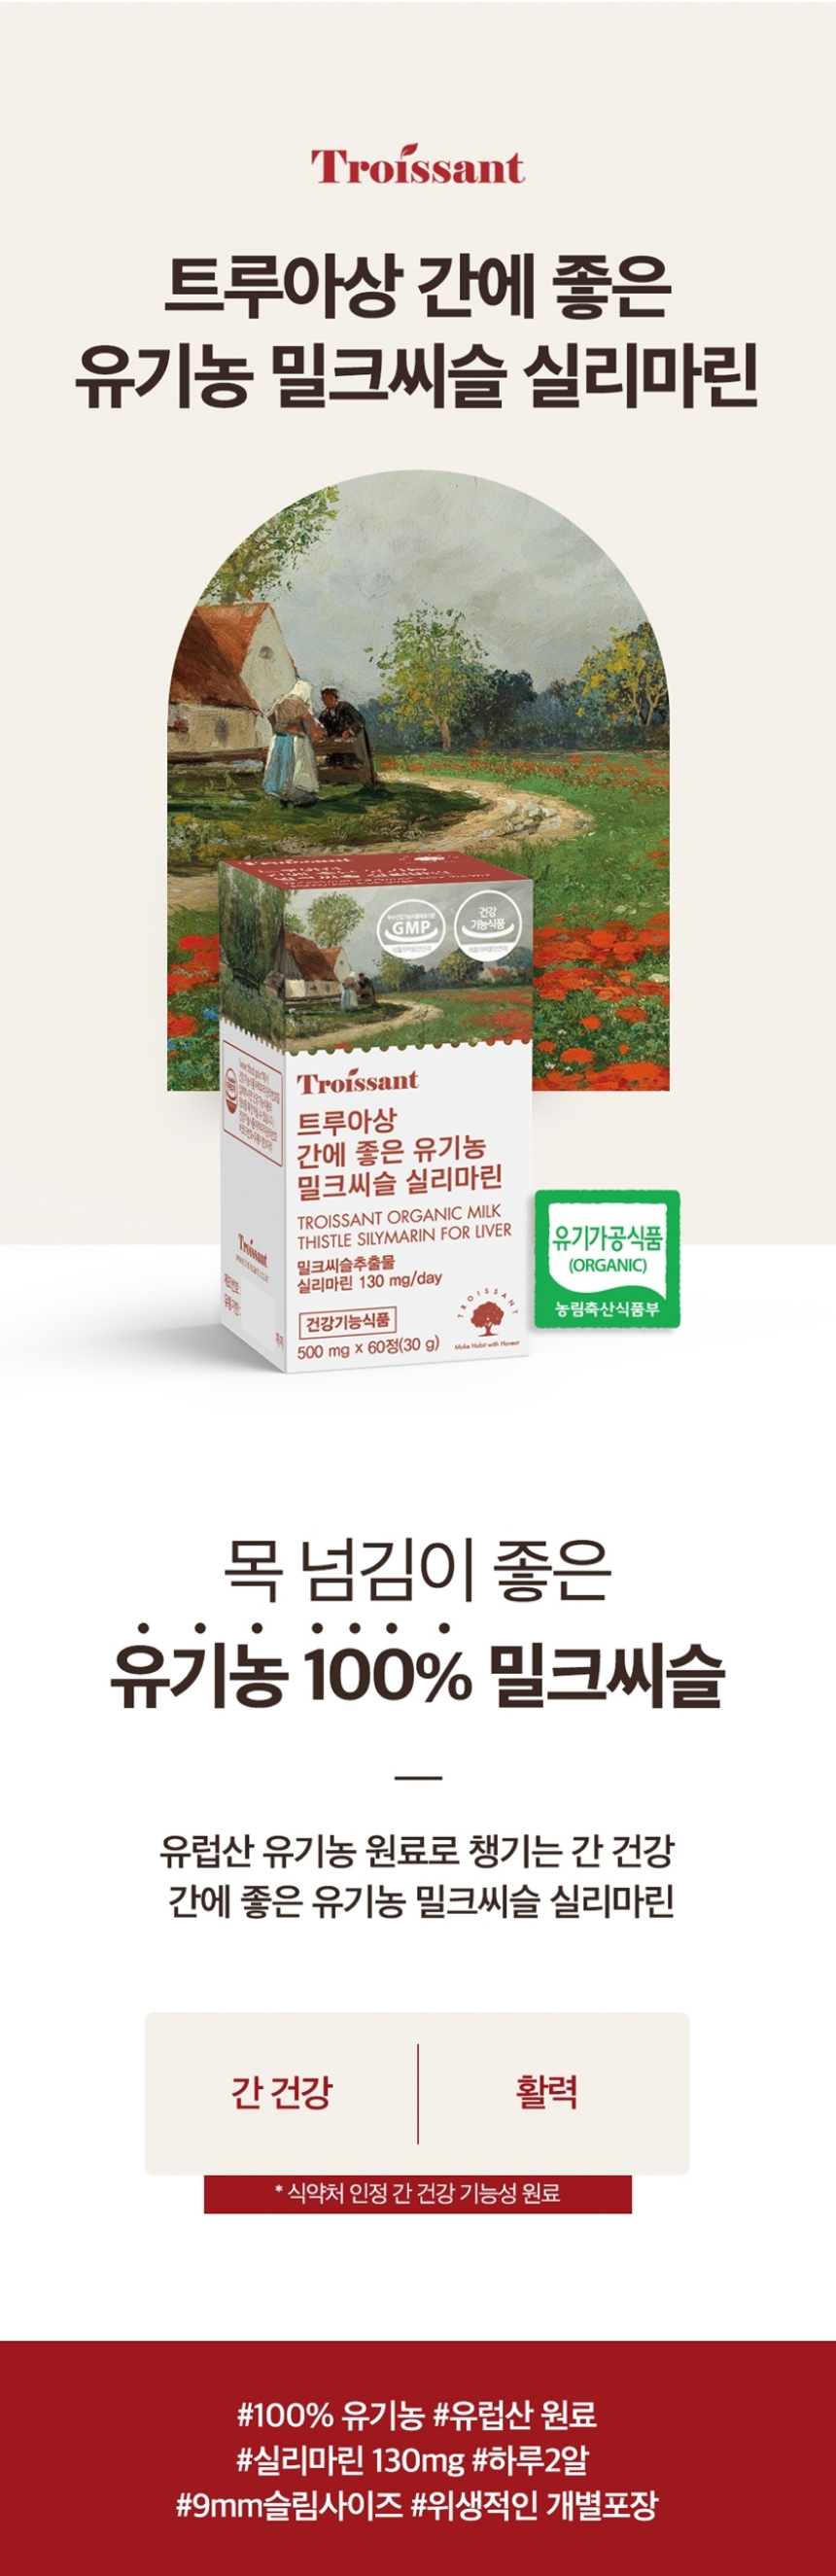 Troissant
트루아상 간에 좋은
유기농 밀크씨슬 실리마린
GMP
건강
기능식품
Troissant
트루아상
간에 좋은 유기농
밀크씨슬 실리마린
TROISSANT ORGANIC MILK
THISTLE SILYMARIN FOR LIVER
밀크씨슬추출물
실리마린 130 mg/day
건강기능식품
500 mg x 60정(30 g)
TROISSANT
Make Habit with Honest
Troissant
유기가공식품
(ORGANIC)
농림축산식품부
목 넘김이 좋은
유기농 100% 밀크씨슬
유럽산 유기농 원료로 챙기는 간 건강
간에 좋은 유기농 밀크씨슬 실리마린
간 건강
활력
* 식약처 인정 간 건강 기능성 원료
#100% 유기농 #유럽산 원료
#실리마린 130mg #하루2알
#9mm슬림사이즈 #위생적인 개별포장